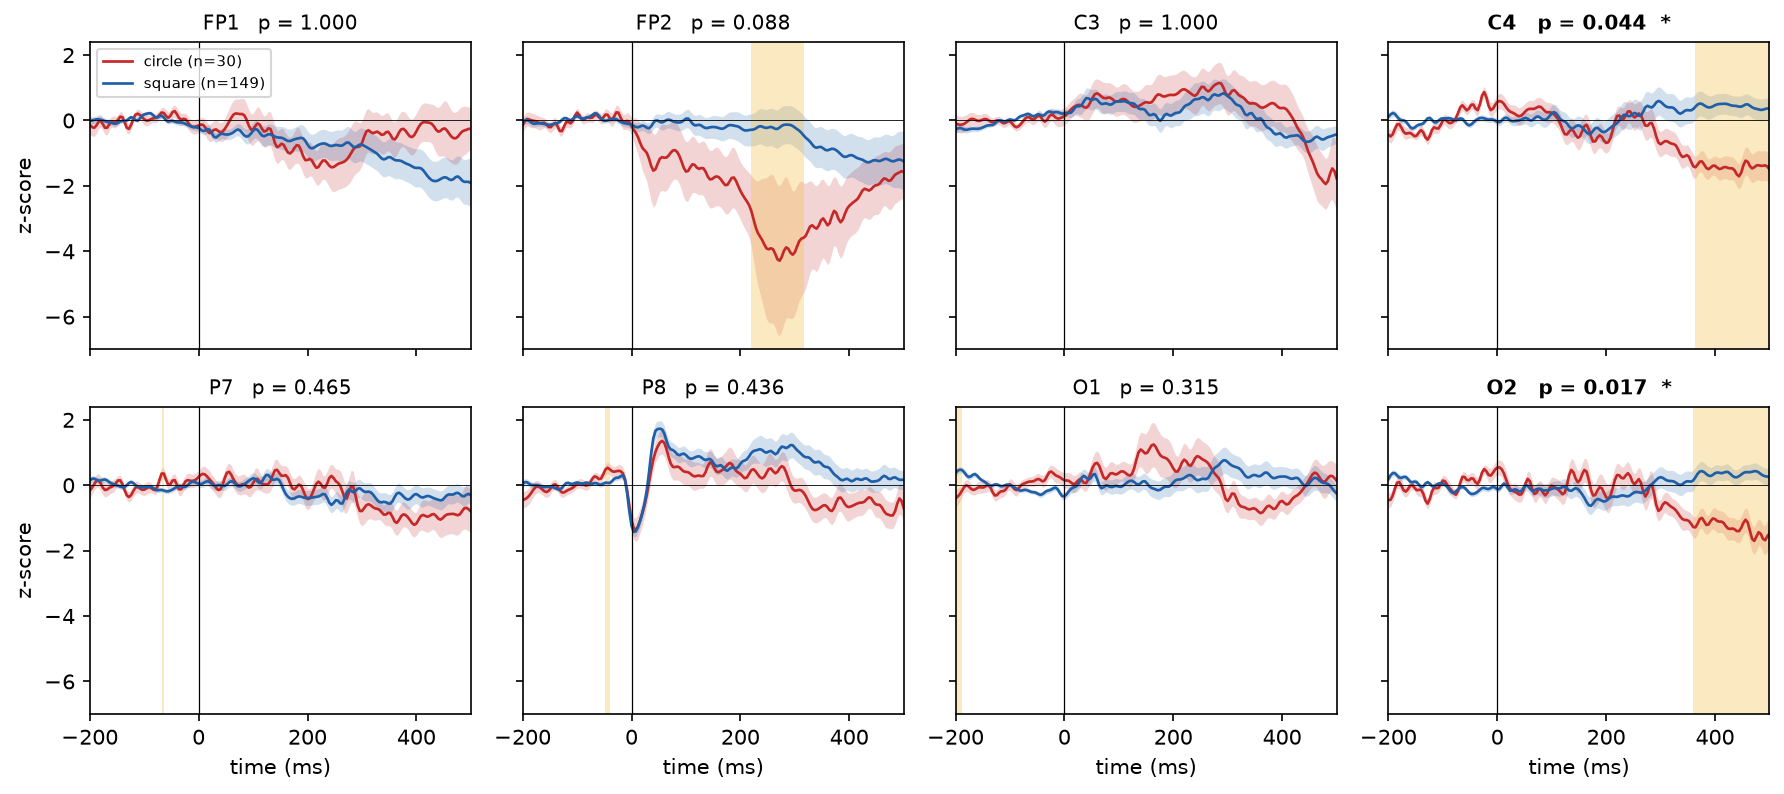 FP1 p = 1.000
FP2 p = 0.088
C3 p = 1.000
C4 p = 0.044 *
circle (n=30)
square (n=149)
2
0
−2
−4
−6
z-score
P7 p = 0.465
P8 p = 0.436
O1 p = 0.315
O2 p = 0.017 *
2
0
−2
−4
−6
z-score
−200 0 200 400
−200 0 200 400
−200 0 200 400
−200 0 200 400
time (ms)
time (ms)
time (ms)
time (ms)